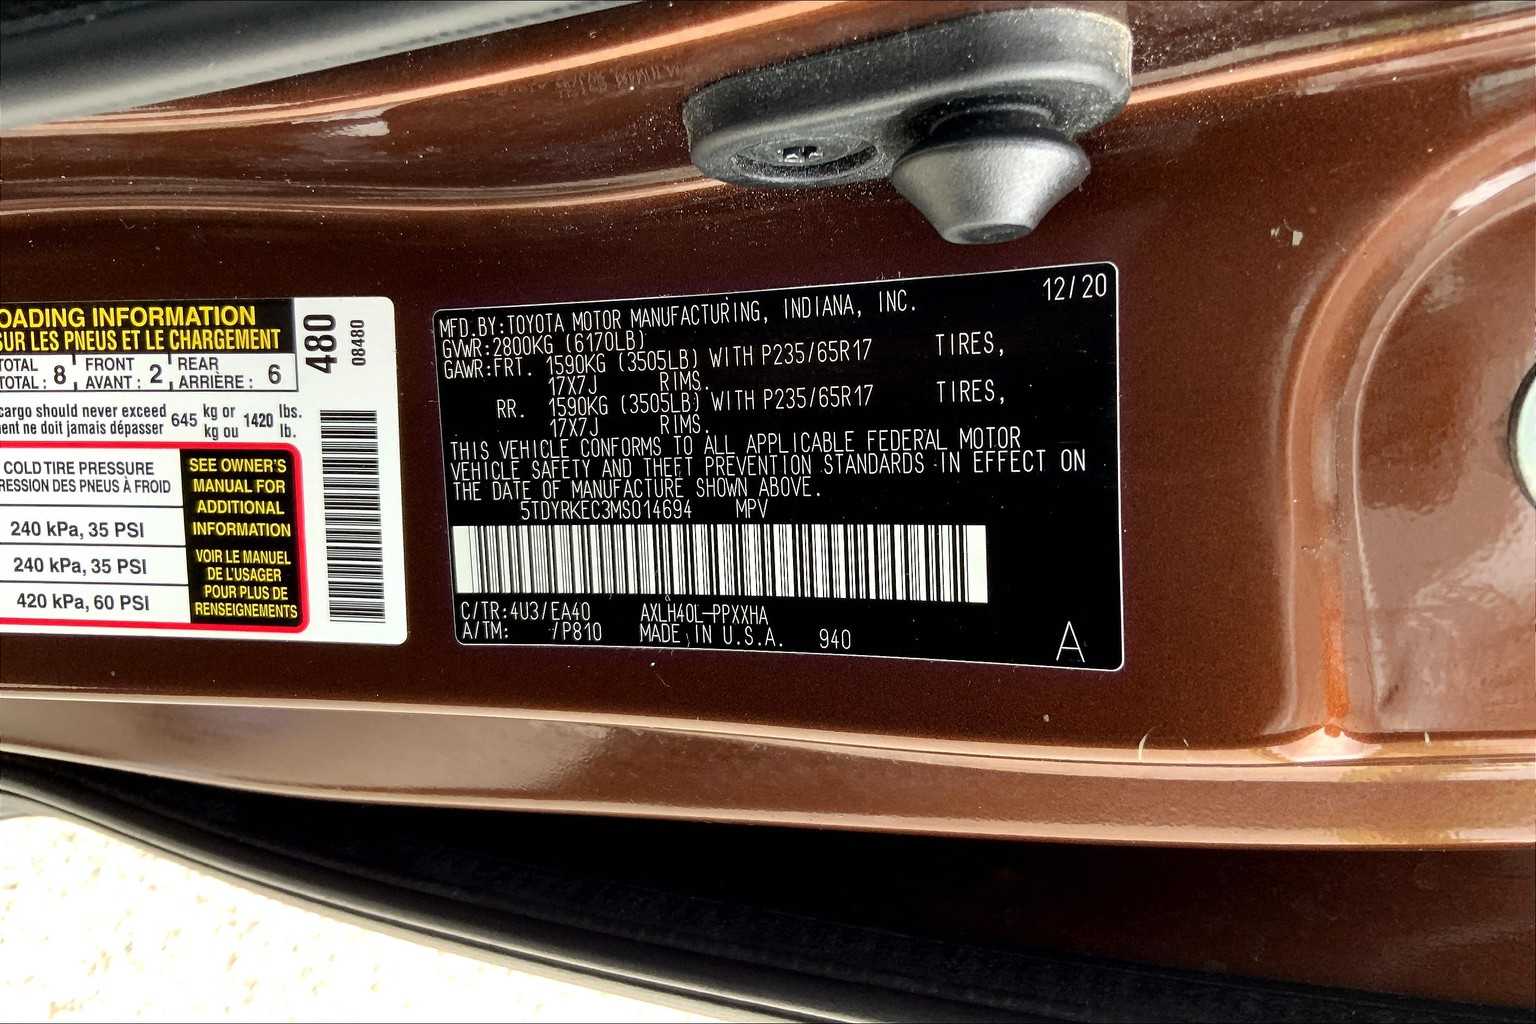 OADING INFORMATION
SUR LES PNEUS ET LE CHARGEMENT
TOTAL
TOTAL : 8
FRONT
AVANT : 2
REAR
ARRIÈRE : 6
cargo should never exceed 645 kg or 1420 lbs.
ent ne doit jamais dépasser kg ou lb.
COLD TIRE PRESSURE
RESSION DES PNEUS À FROID
240 kPa, 35 PSI
240 kPa, 35 PSI
420 kPa, 60 PSI
SEE OWNER'S
MANUAL FOR
ADDITIONAL
INFORMATION
VOIR LE MANUEL
DE L'USAGER
POUR PLUS DE
RENSEIGNEMENTS
480
08480
12/20
MFD.BY:TOYOTA MOTOR MANUFACTURING, INDIANA, INC.
GVWR:2800KG (6170LB)
GAWR:FRT. 1590KG (3505LB) WITH P235/65R17 TIRES,
17X7J RIMS.
RR. 1590KG (3505LB) WITH P235/65R17 TIRES,
17X7J RIMS.
THIS VEHICLE CONFORMS TO ALL APPLICABLE FEDERAL MOTOR
VEHICLE SAFETY AND THEFT PREVENTION STANDARDS IN EFFECT ON
THE DATE OF MANUFACTURE SHOWN ABOVE.
5TDYRKEC3MS014694 MPV
C/TR:4U3/EA40 AXLH40L-PPXXHA
A/TM: /P810 MADE IN U.S.A. 940
A